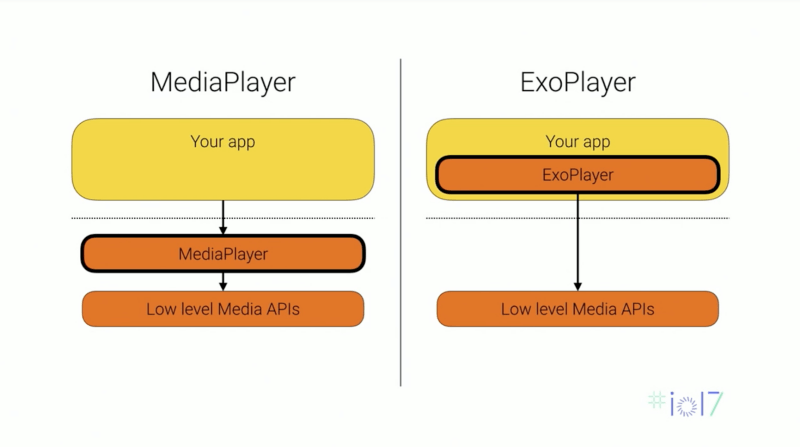 MediaPlayer
Your app
MediaPlayer
Low level Media APIs
ExoPlayer
Your app
ExoPlayer
Low level Media APIs
#io17